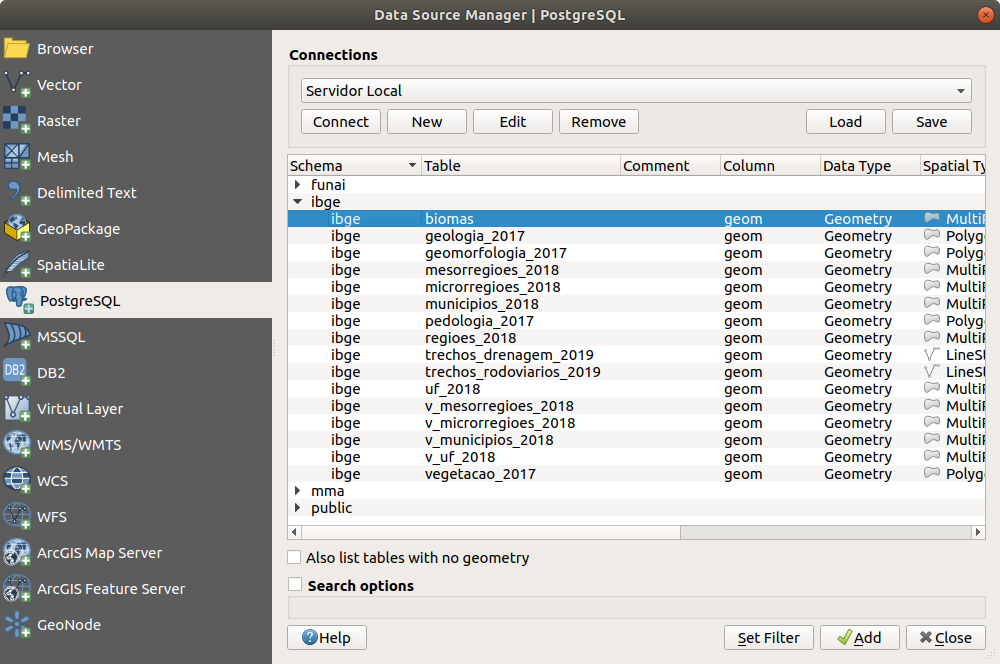 Data Source Manager | PostgreSQL
Browser
Vector
Raster
Mesh
Delimited Text
GeoPackage
SpatiaLite
PostgreSQL
MSSQL
DB2
DB2
Virtual Layer
WMS/WMTS
WCS
WFS
ArcGIS Map Server
ArcGIS Feature Server
GeoNode
Connections
Servidor Local
Connect New Edit Remove Load Save
Schema Table Comment Column Data Type Spatial Ty
funai
ibge
ibge biomas geom Geometry MultiP
ibge geologia_2017 geom Geometry Polyg
ibge geomorfologia_2017 geom Geometry Polyg
ibge mesorregioes_2018 geom Geometry MultiP
ibge microrregioes_2018 geom Geometry MultiP
ibge municipios_2018 geom Geometry MultiP
ibge pedologia_2017 geom Geometry Polyg
ibge regioes_2018 geom Geometry MultiP
ibge trechos_drenagem_2019 geom Geometry LineSt
ibge trechos_rodoviarios_2019 geom Geometry LineSt
ibge uf_2018 geom Geometry MultiP
ibge v_mesorregioes_2018 geom Geometry MultiP
ibge v_microrregioes_2018 geom Geometry MultiP
ibge v_municipios_2018 geom Geometry MultiP
ibge v_uf_2018 geom Geometry MultiP
ibge vegetacao_2017 geom Geometry Polyg
mma
public
Also list tables with no geometry
Search options
Help Set Filter Add Close